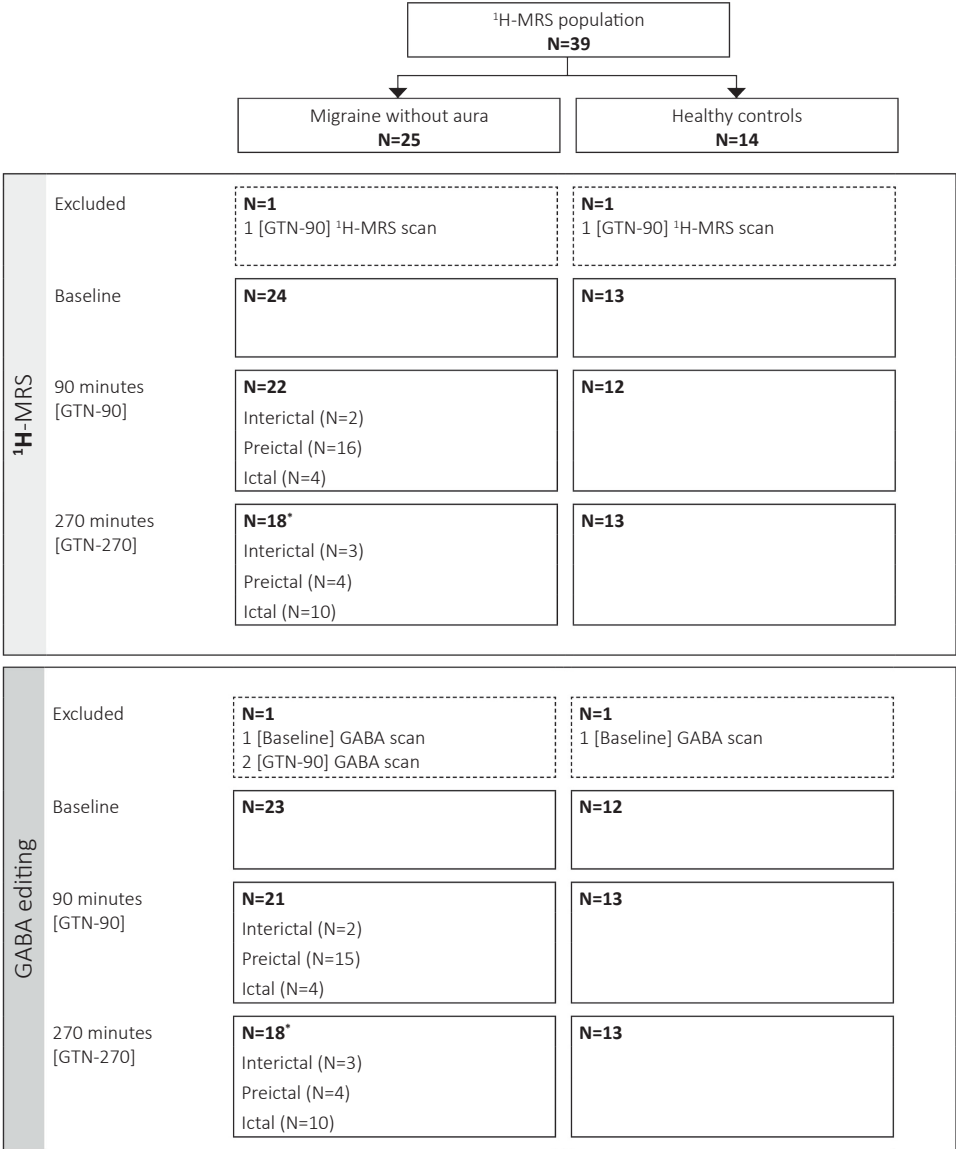 ¹H-MRS population
N=39
Migraine without aura
N=25
Healthy controls
N=14
¹H-MRS
Excluded
N=1
1 [GTN-90] ¹H-MRS scan
N=1
1 [GTN-90] ¹H-MRS scan
Baseline
N=24
N=13
90 minutes
[GTN-90]
N=22
Interictal (N=2)
Preictal (N=16)
Ictal (N=4)
N=12
270 minutes
[GTN-270]
N=18*
Interictal (N=3)
Preictal (N=4)
Ictal (N=10)
N=13
GABA editing
Excluded
N=1
1 [Baseline] GABA scan
2 [GTN-90] GABA scan
N=1
1 [Baseline] GABA scan
Baseline
N=23
N=12
90 minutes
[GTN-90]
N=21
Interictal (N=2)
Preictal (N=15)
Ictal (N=4)
N=13
270 minutes
[GTN-270]
N=18*
Interictal (N=3)
Preictal (N=4)
Ictal (N=10)
N=13